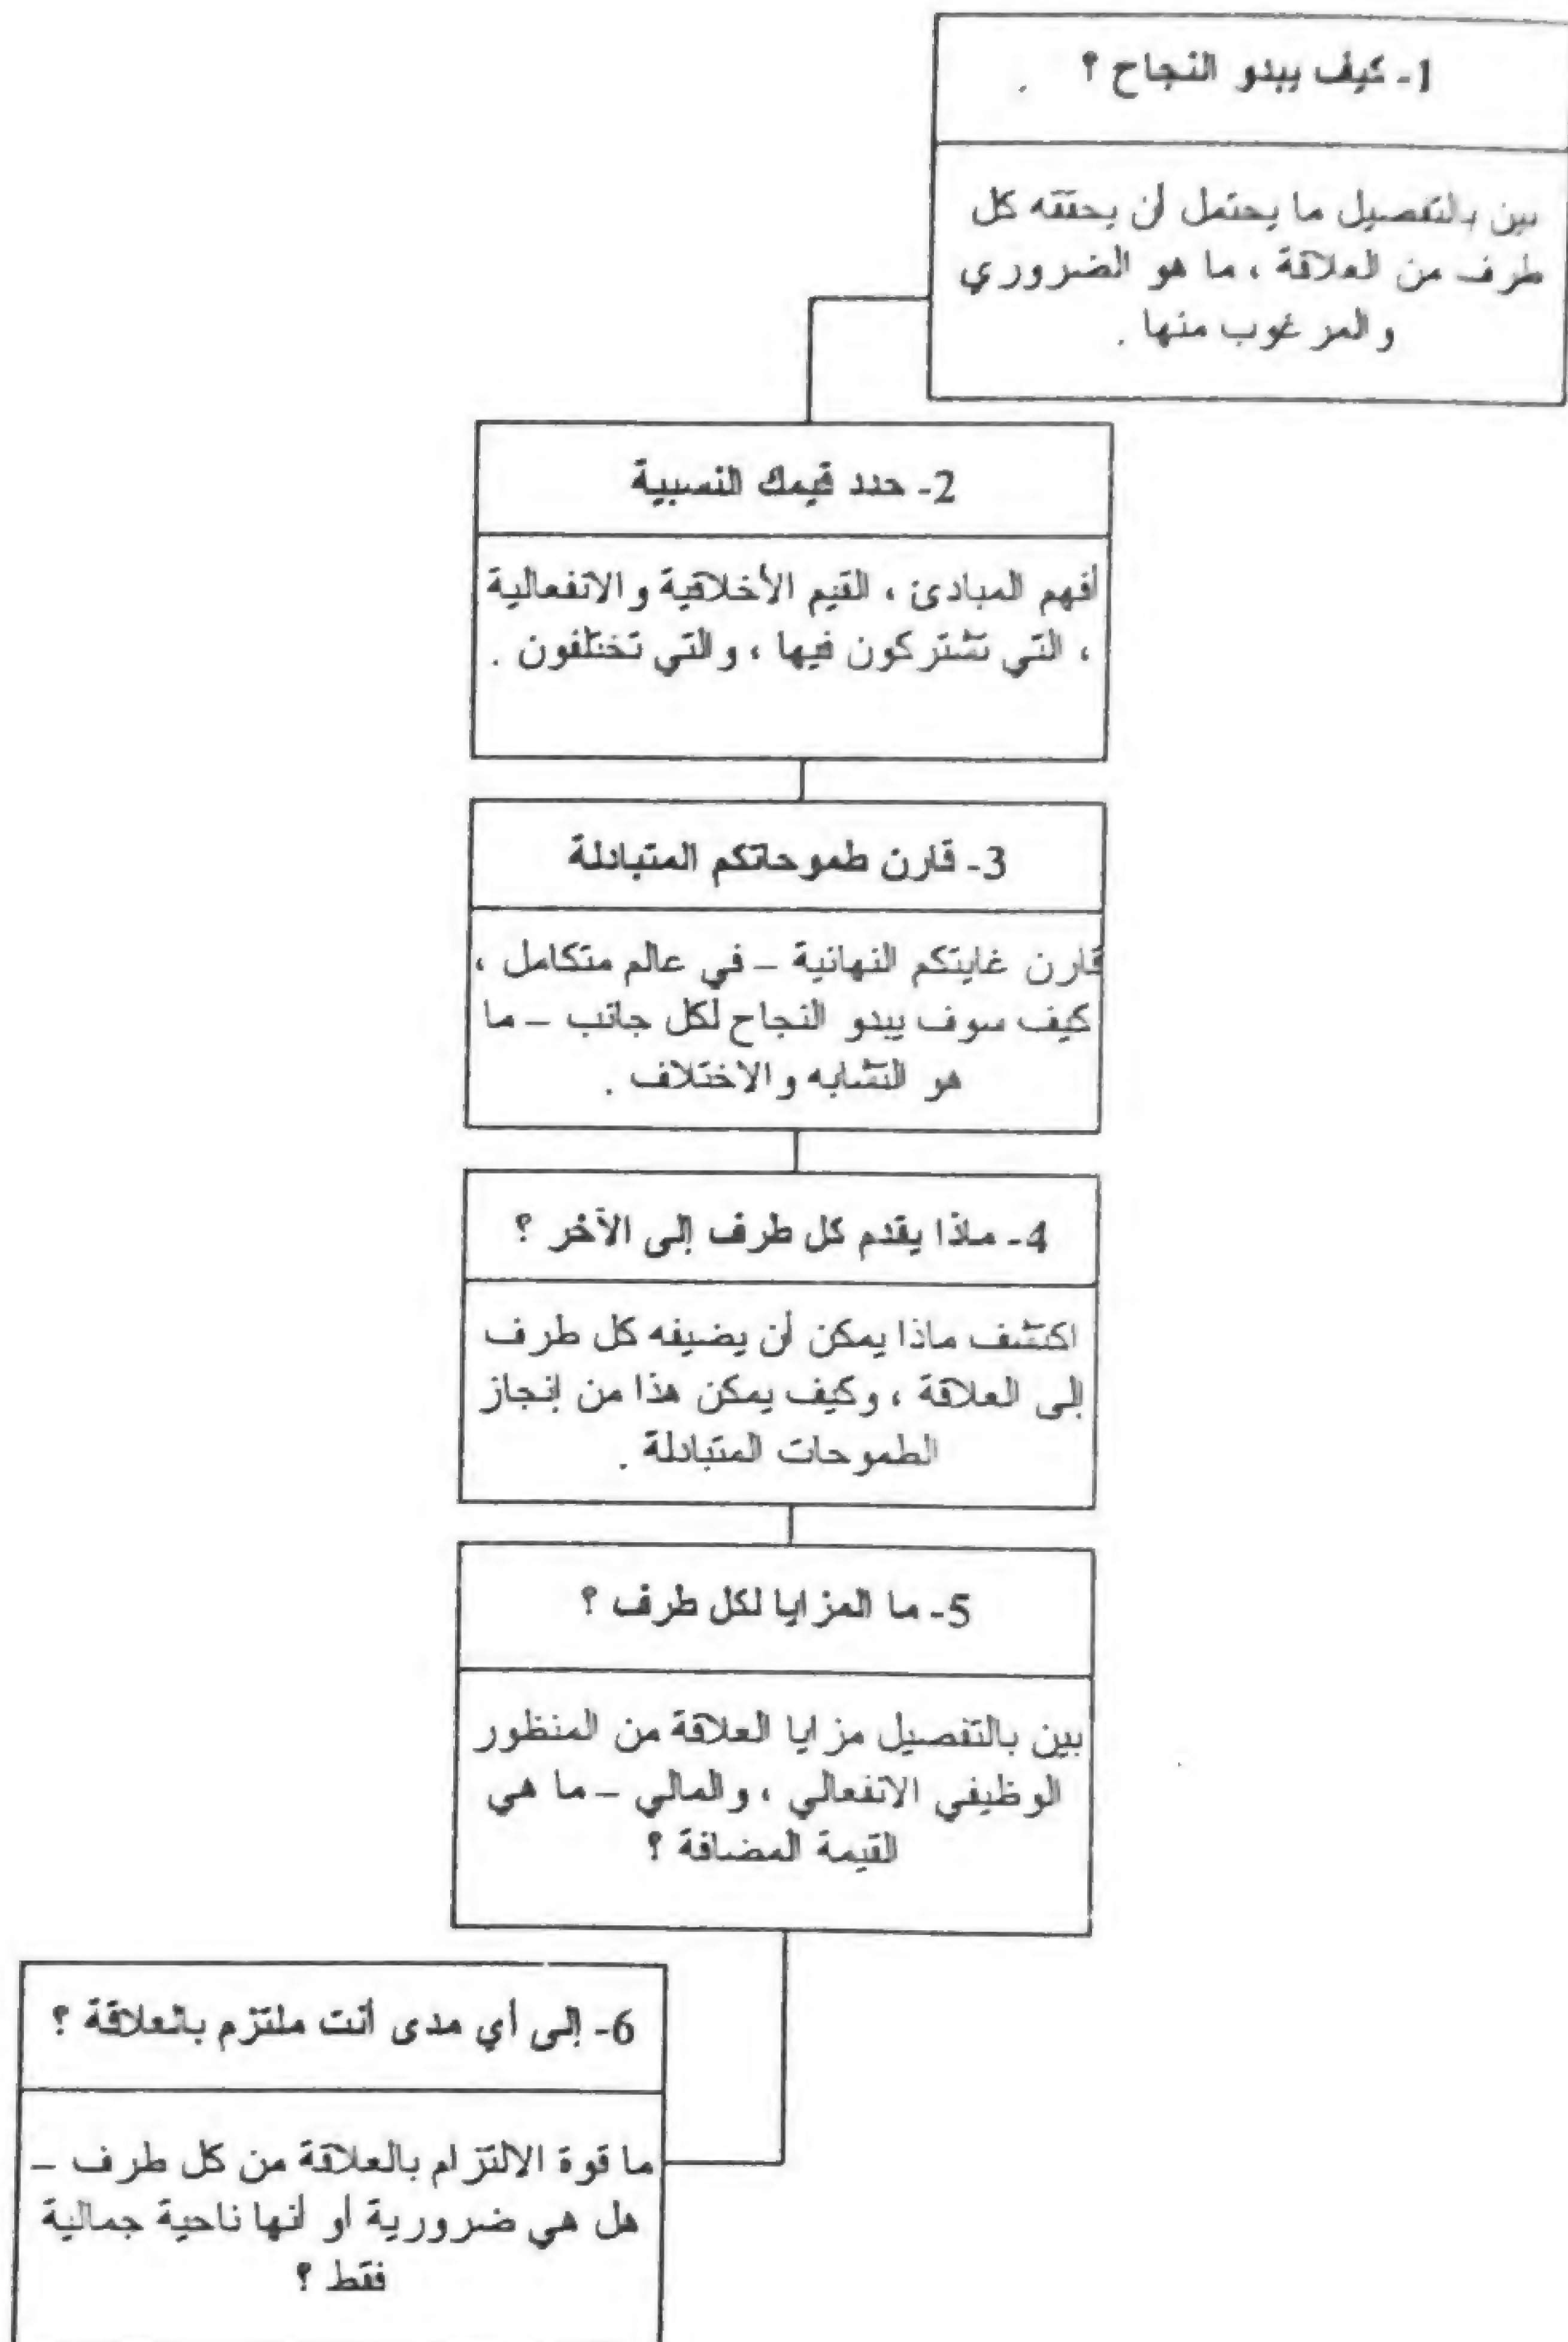 1- كيف يبدو النجاح ؟
بين بالتفصيل ما يحتمل أن يحققه كل
طرف من العلاقة ، ما هو الضروري
والمرغوب منها .
2- حدد قيمك النسبية
أفهم المبادئ ، القيم الأخلاقية والانفعالية
، التي تشتركون فيها ، والتي تختلفون .
3- قارن طموحاتكم المتبادلة
قارن غايتكم النهائية – في عالم متكامل ،
كيف سوف يبدو النجاح لكل جانب – ما
هو التشابه والاختلاف .
4- ماذا يقدم كل طرف إلى الآخر ؟
اكتشف ماذا يمكن أن يضيفه كل طرف
إلى العلاقة ، وكيف يمكن هذا من إنجاز
الطموحات المتبادلة .
5- ما المزايا لكل طرف ؟
بين بالتفصيل مزايا العلاقة من المنظور
الوظيفي الانفعالي ، والمالي – ما هي
القيمة المضافة ؟
6- إلى أي مدى أنت ملتزم بالعلاقة ؟
ما قوة الالتزام بالعلاقة من كل طرف –
هل هي ضرورية أو أنها ناحية جمالية
فقط ؟